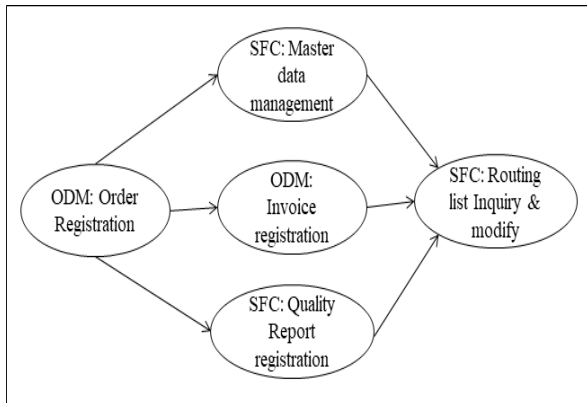 SFC: Master
data
management
ODM: Order
Registration
ODM:
Invoice
registration
SFC: Routing
list Inquiry &
modify
SFC: Quality
Report
registration